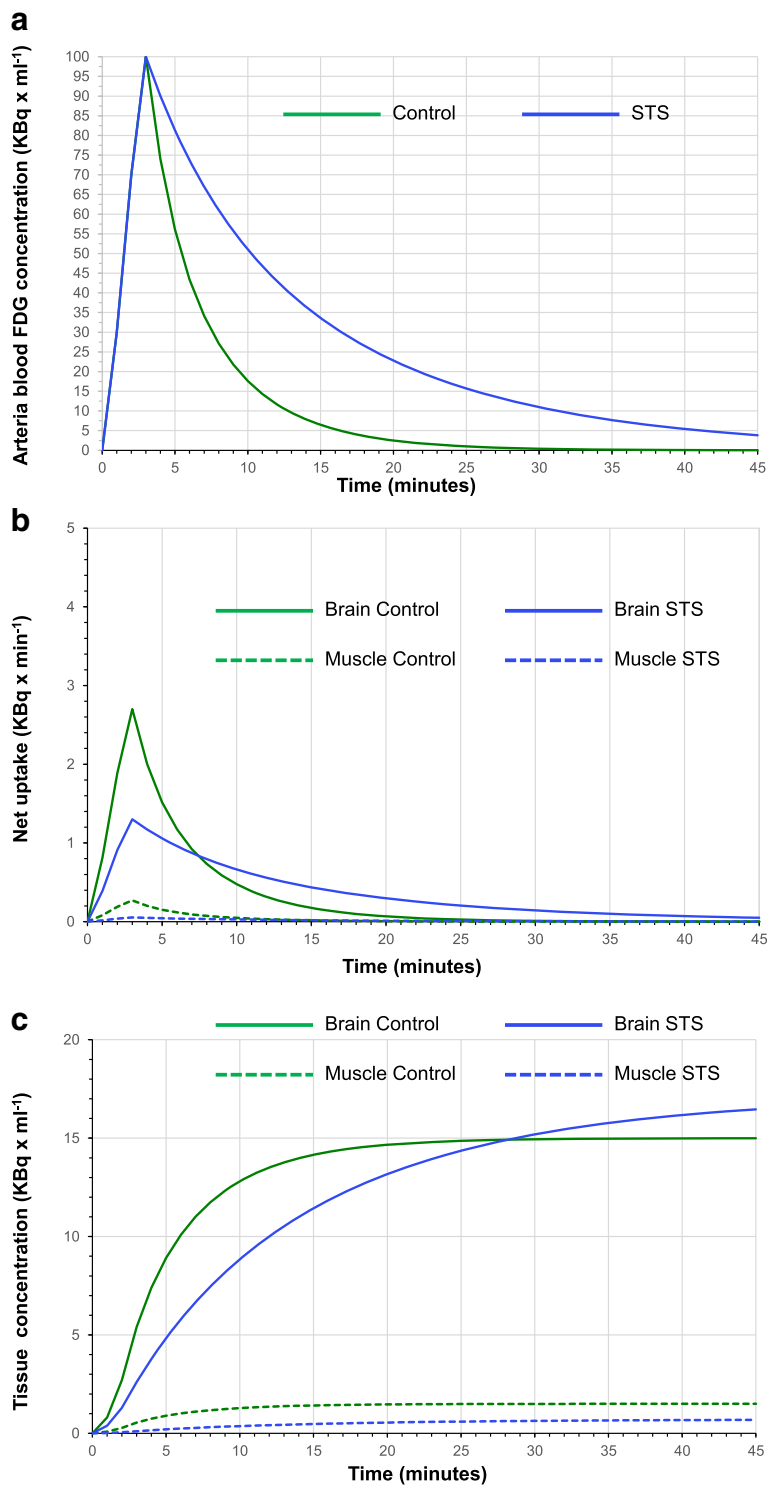 a
Arteria blood FDG concentration (KBq x ml-1)
100
95
90
85
80
75
70
65
60
55
50
45
40
35
30
25
20
15
10
5
0
Control
STS
0 5 10 15 20 25 30 35 40 45
Time (minutes)
b
Net uptake (KBq x min-1)
5
4
3
2
1
0
Brain Control
Brain STS
Muscle Control
Muscle STS
0 5 10 15 20 25 30 35 40 45
Time (minutes)
c
Brain Control
Brain STS
Muscle Control
Muscle STS
Tissue concentration (KBq x ml-1)
20
15
10
5
0
0 5 10 15 20 25 30 35 40 45
Time (minutes)